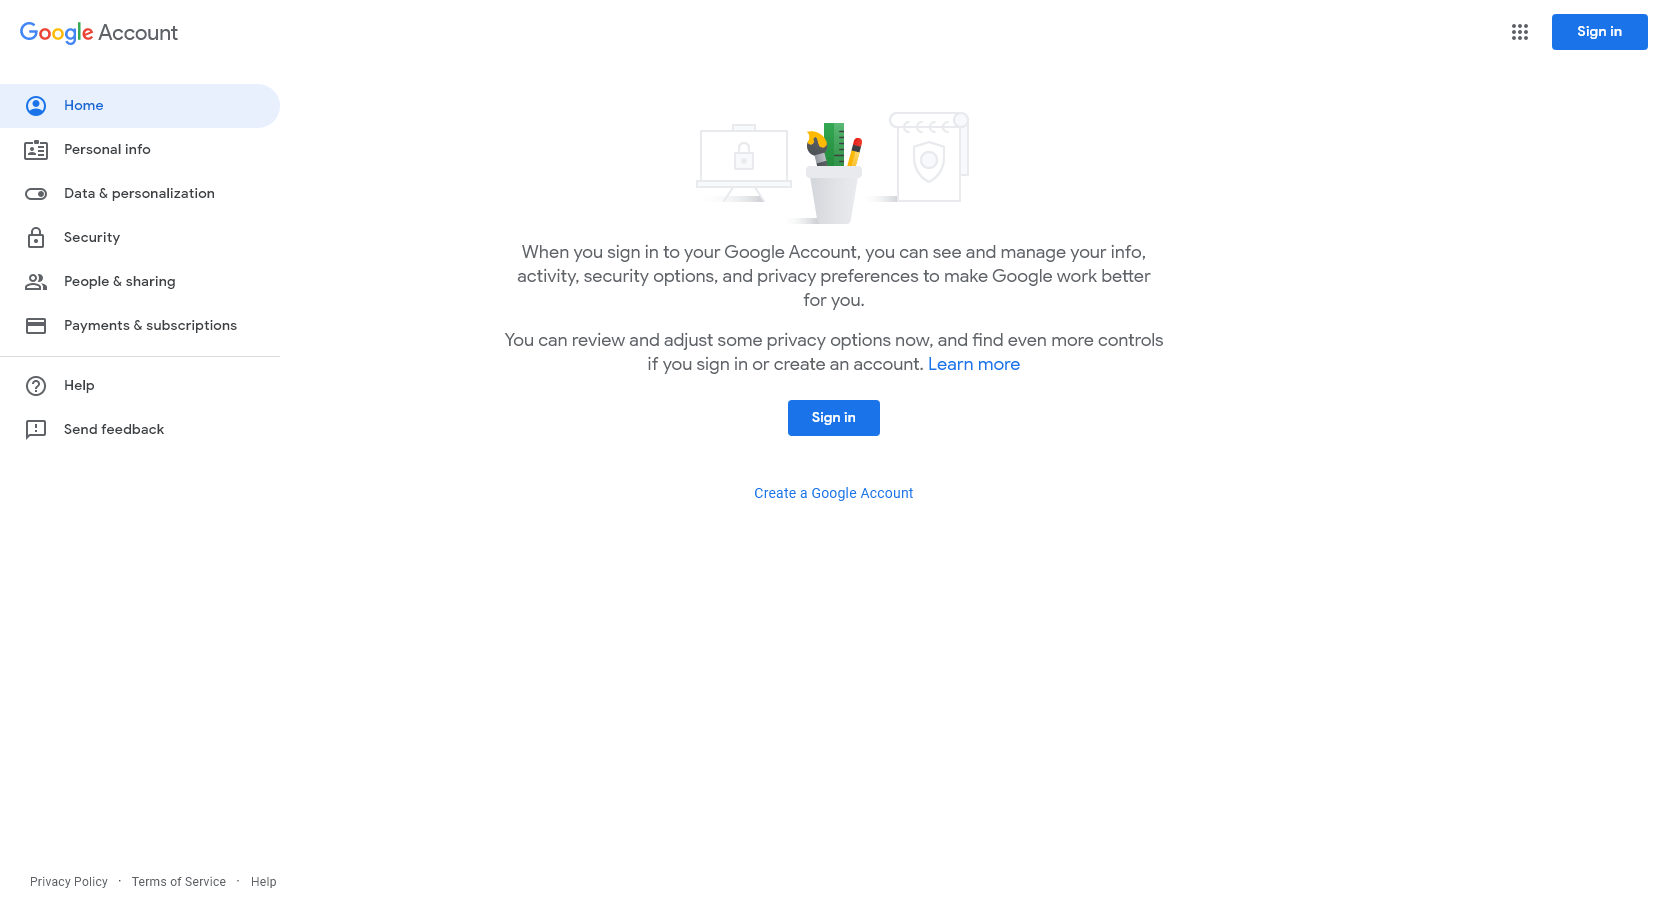 Google Account
Sign in
Home
Personal info
Data & personalization
Security
People & sharing
Payments & subscriptions
Help
Send feedback
When you sign in to your Google Account, you can see and manage your info,
activity, security options, and privacy preferences to make Google work better
for you.
You can review and adjust some privacy options now, and find even more controls
if you sign in or create an account. Learn more
Sign in
Create a Google Account
Privacy Policy · Terms of Service · Help